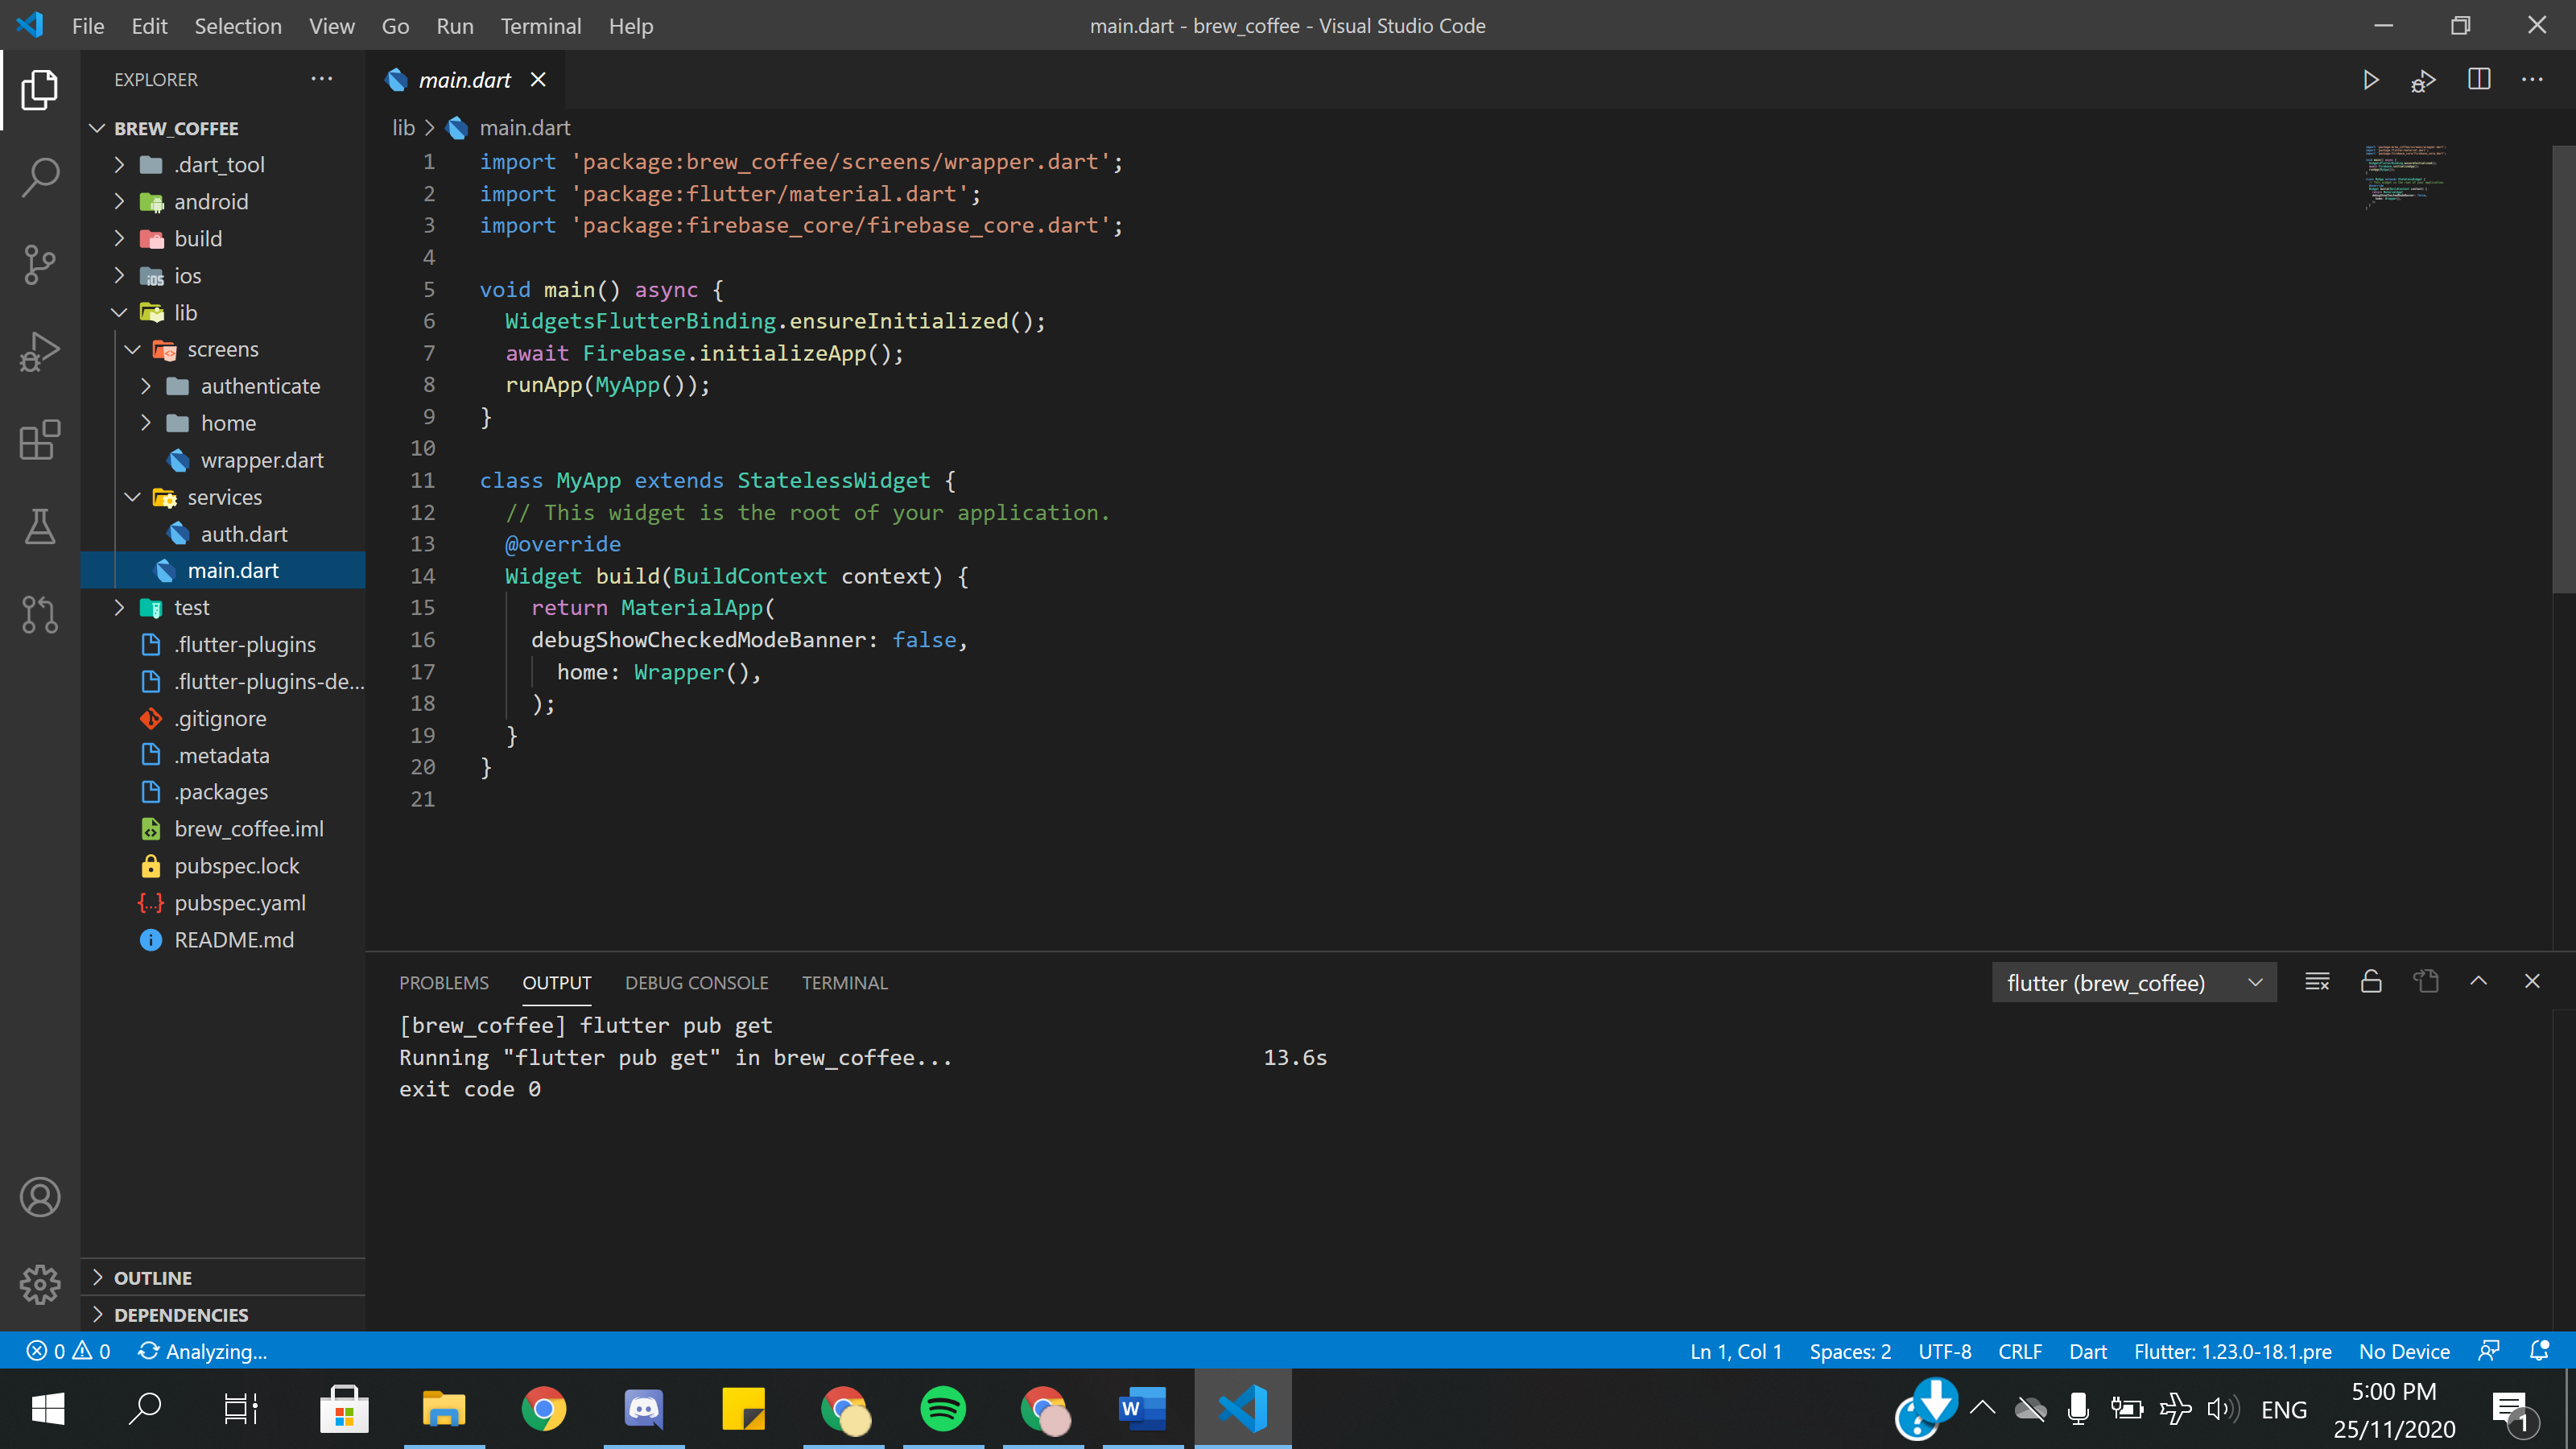 File Edit Selection View Go Run Terminal Help
main.dart - brew_coffee - Visual Studio Code
EXPLORER
BREW_COFFEE
.dart_tool
android
build
ios
lib
screens
authenticate
home
wrapper.dart
services
auth.dart
main.dart
test
.flutter-plugins
.flutter-plugins-de...
.gitignore
.metadata
.packages
brew_coffee.iml
pubspec.lock
pubspec.yaml
README.md
OUTLINE
DEPENDENCIES
main.dart
lib > main.dart
1 import 'package:brew_coffee/screens/wrapper.dart';
2 import 'package:flutter/material.dart';
3 import 'package:firebase_core/firebase_core.dart';
4
5 void main() async {
6 WidgetsFlutterBinding.ensureInitialized();
7 await Firebase.initializeApp();
8 runApp(MyApp());
9 }
10
11 class MyApp extends StatelessWidget {
12 // This widget is the root of your application.
13 @override
14 Widget build(BuildContext context) {
15 return MaterialApp(
16 debugShowCheckedModeBanner: false,
17 home: Wrapper(),
18 );
19 }
20 }
21
PROBLEMS OUTPUT DEBUG CONSOLE TERMINAL
flutter (brew_coffee)
[brew_coffee] flutter pub get
Running "flutter pub get" in brew_coffee... 13.6s
exit code 0
0 0 Analyzing...
Ln 1, Col 1 Spaces: 2 UTF-8 CRLF Dart Flutter: 1.23.0-18.1.pre No Device
ENG
5:00 PM
25/11/2020
1